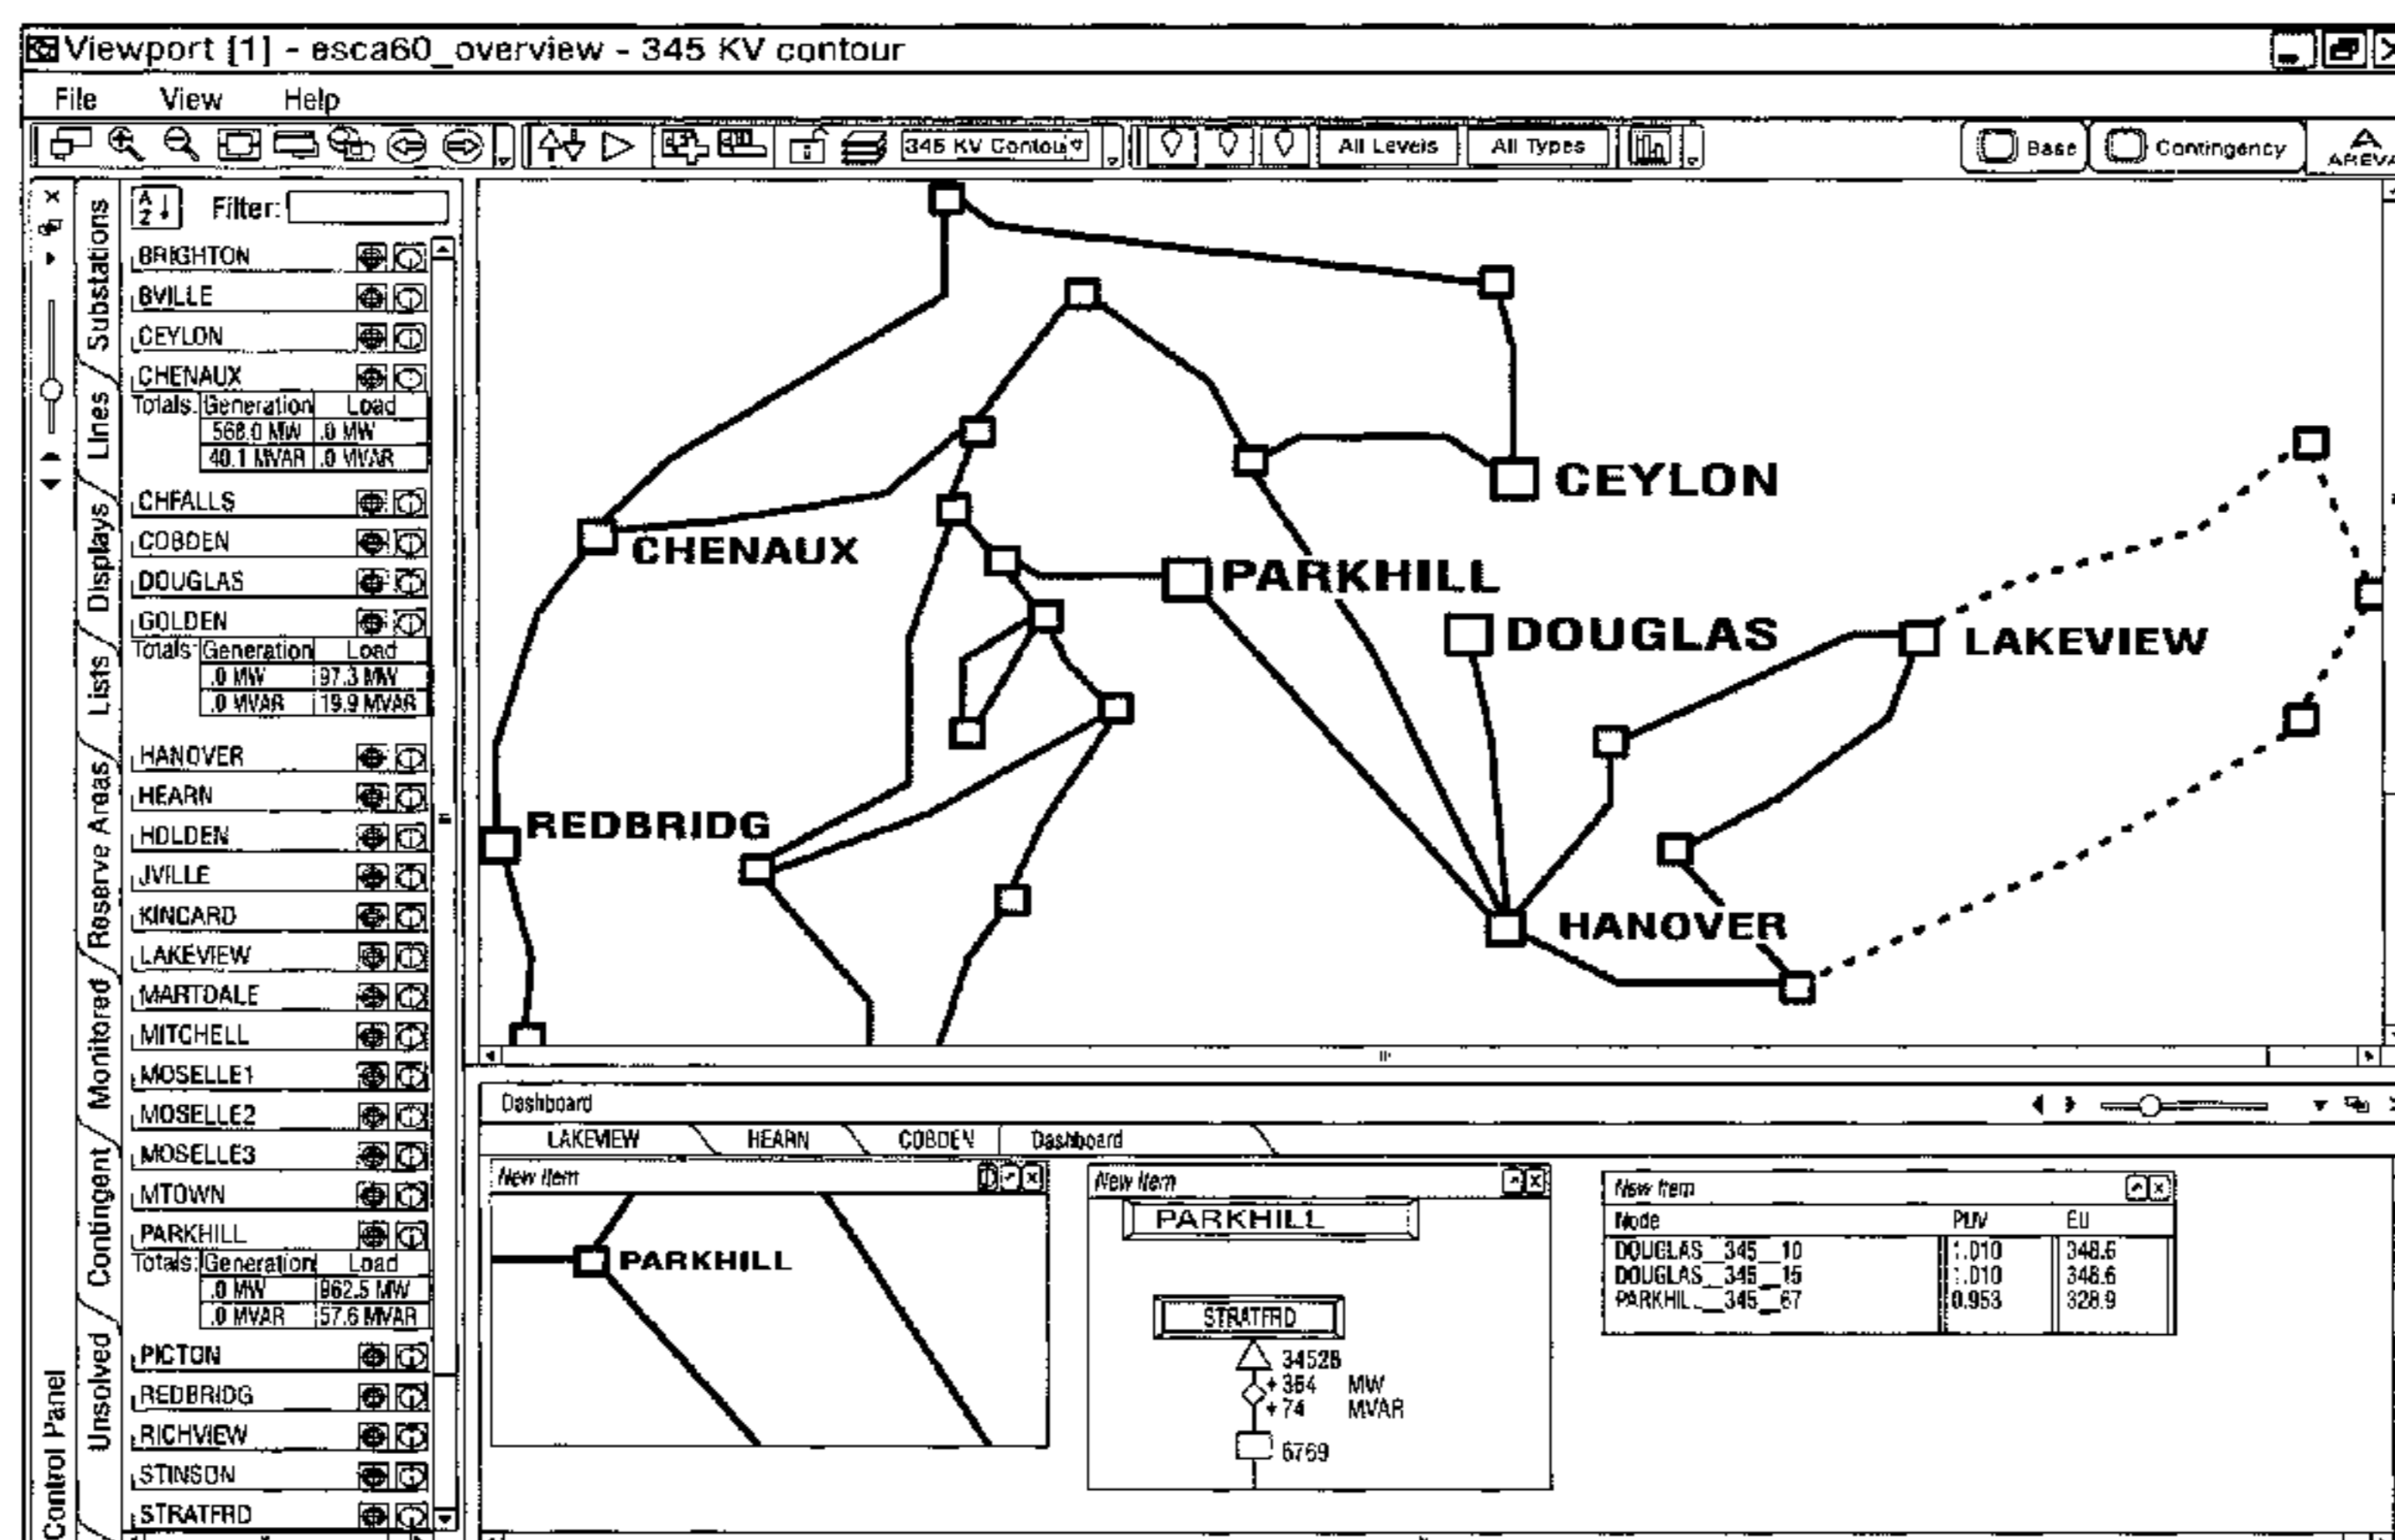 Viewport [1] - esca60_overview - 345 KV contour
File View Help
345 KV Contour All Levels All Types Base Contingency AREVA
Substations
Lines
Displays
Lists
Reserve Areas
Monitored
Contingent
Unsolved
Control Panel
Filter:
BRIGHTON
BVILLE
CEYLON
CHENAUX
Totals: Generation Load
568.0 MW .0 MW
40.1 MVAR .0 MVAR
CHFALLS
COBDEN
DOUGLAS
GOLDEN
Totals: Generation Load
.0 MW 97.3 MW
.0 MVAR 19.9 MVAR
HANOVER
HEARN
HOLDEN
JVILLE
KINCARD
LAKEVIEW
MARTDALE
MITCHELL
MOSELLE1
MOSELLE2
MOSELLE3
MTOWN
PARKHILL
Totals: Generation Load
.0 MW 962.5 MW
.0 MVAR 57.6 MVAR
PICTON
REDBRIDG
RICHVIEW
STINSON
STRATFRD
CEYLON
CHENAUX
PARKHILL
DOUGLAS
LAKEVIEW
REDBRIDG
HANOVER
Dashboard
LAKEVIEW HEARN COBDEN Dashboard
New Item
PARKHILL
New Item
PARKHILL
STRATFRD
34528
+364 MW
+74 MVAR
6769
New Item
Node PUV EU
DOUGLAS__345__10 1.010 348.6
DOUGLAS__345__15 1.010 348.6
PARKHILL__345__67 0.953 328.9